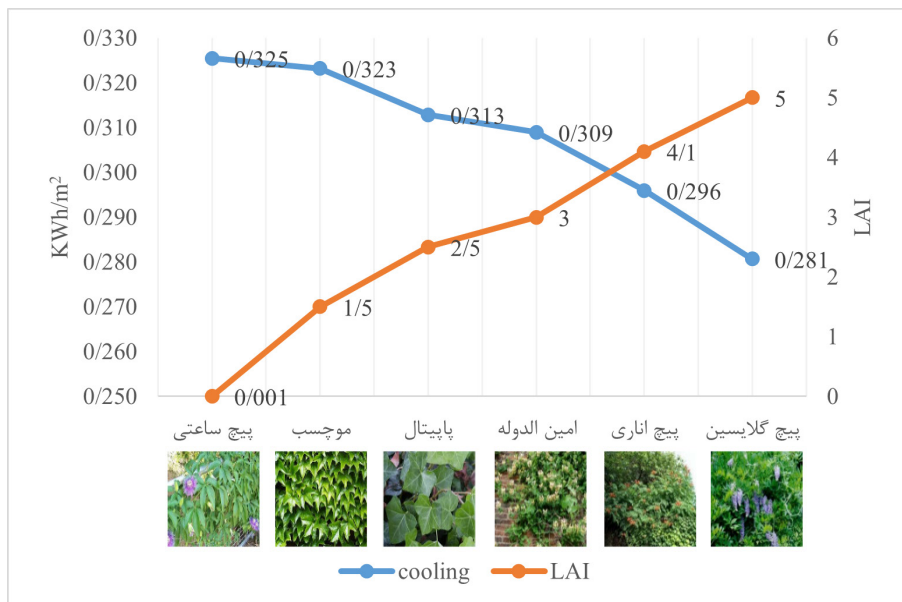 0/330
0/320
0/310
0/300
0/290
0/280
0/270
0/260
0/250
KWh/m²
0/325
0/323
0/313
0/309
0/296
0/281
0/001
1/5
2/5
3
4/1
5
6
5
4
3
2
1
0
LAI
پیچ ساعتی
موچسب
پاپیتال
امین الدوله
پیچ اناری
پیچ گلایسین
cooling
LAI